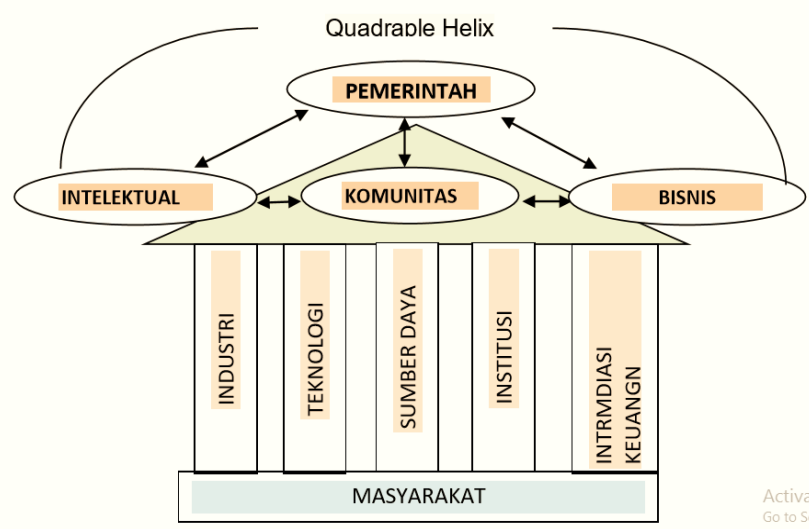 Quadraple Helix
PEMERINTAH
INTELEKTUAL
KOMUNITAS
BISNIS
INDUSTRI
TEKNOLOGI
SUMBER DAYA
INSTITUSI
INTRMDIASI
KEUANGN
MASYARAKAT
Activa
Go to S